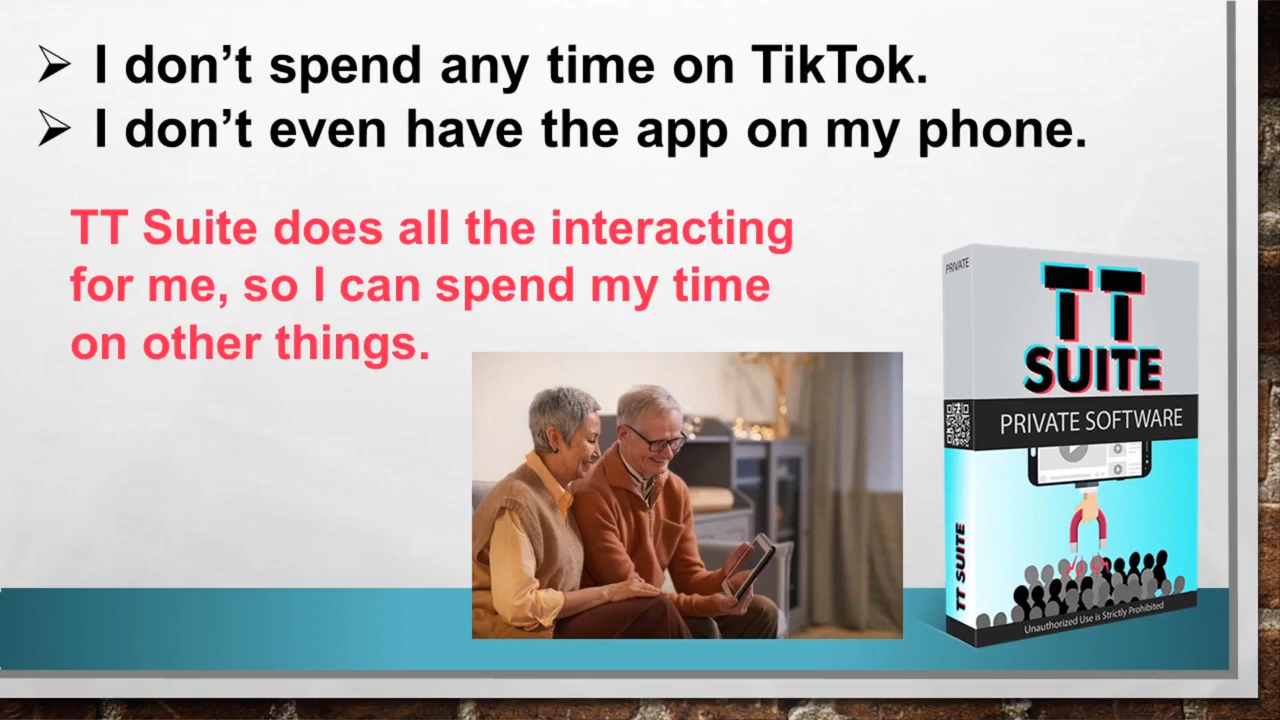 ➢ I don’t spend any time on TikTok.
➢ I don’t even have the app on my phone.
TT Suite does all the interacting
for me, so I can spend my time
on other things.
PRIVATE
TT
SUITE
PRIVATE SOFTWARE
TT SUITE
Unauthorized Use is Strictly Prohibited